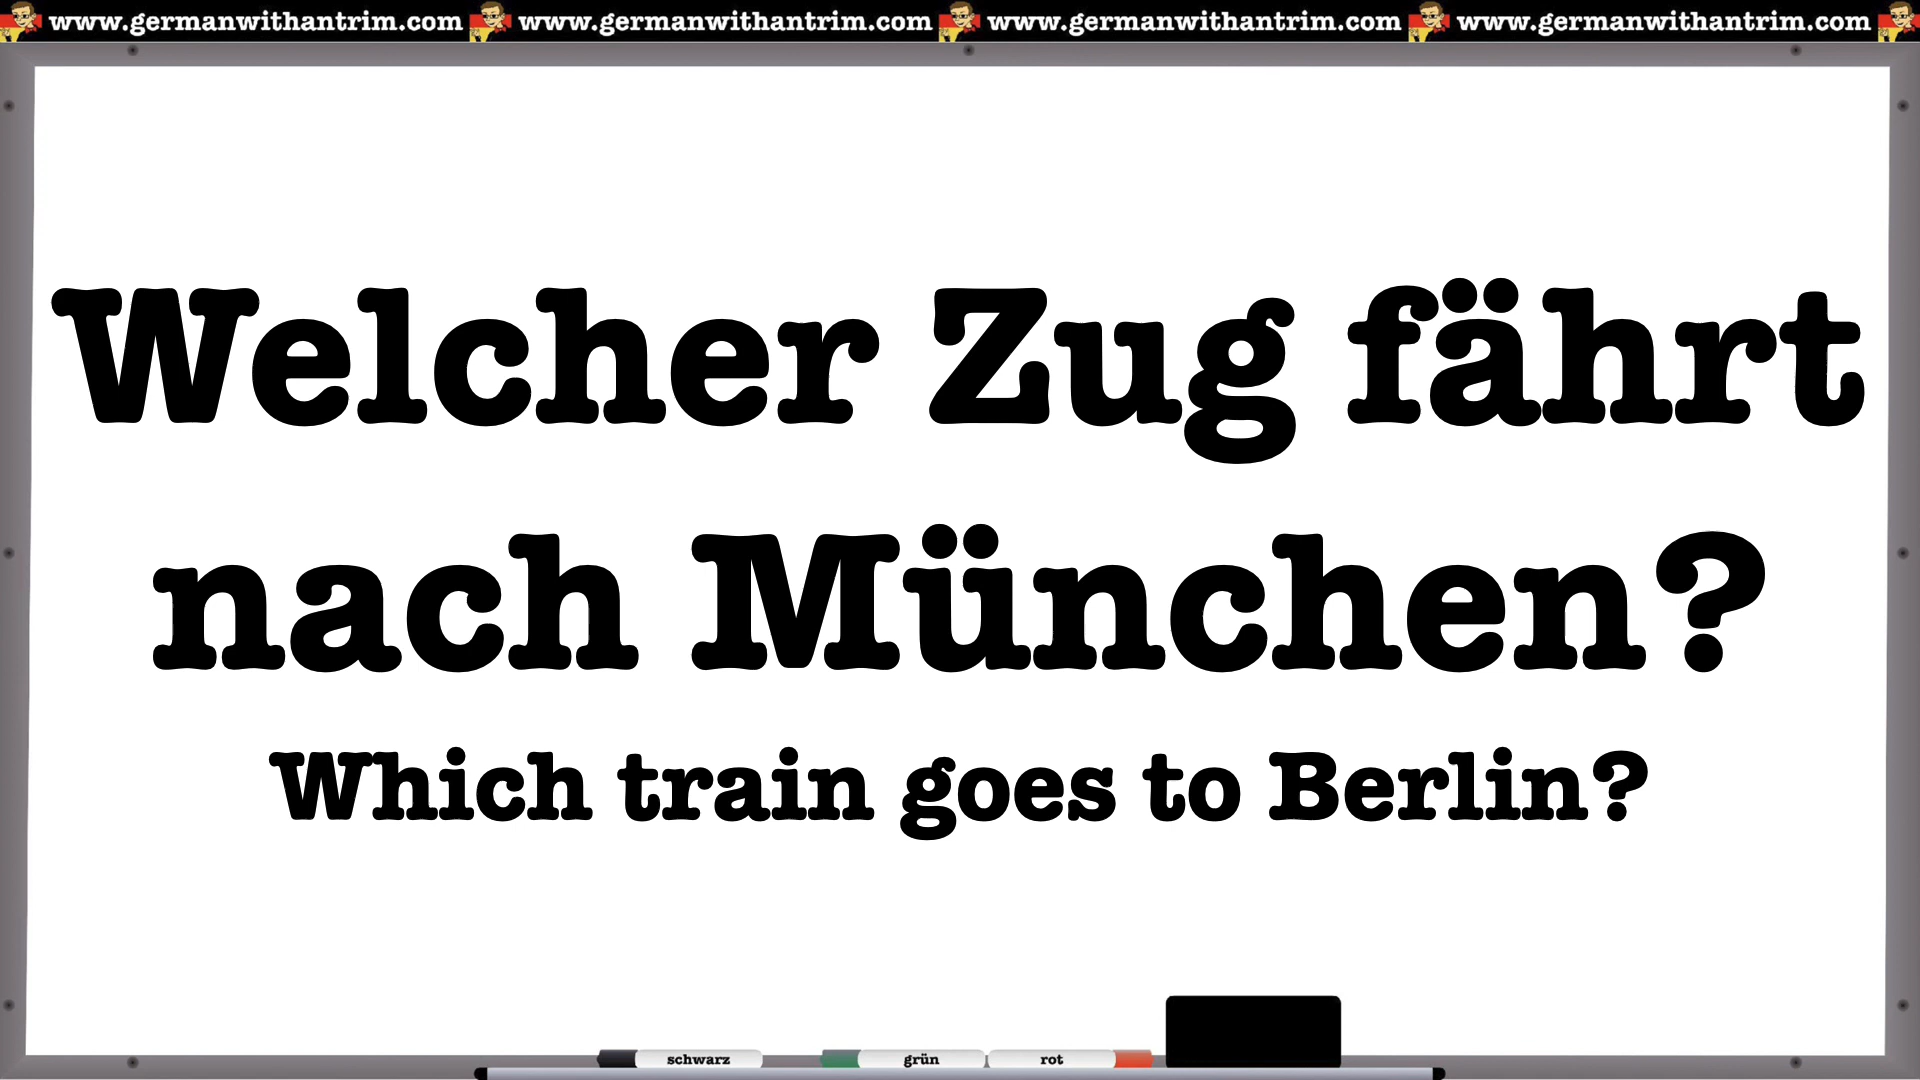 www.germanwithantrim.com www.germanwithantrim.com www.germanwithantrim.com www.germanwithantrim.com
Welcher Zug fährt
nach München?
Which train goes to Berlin?
schwarz grün rot